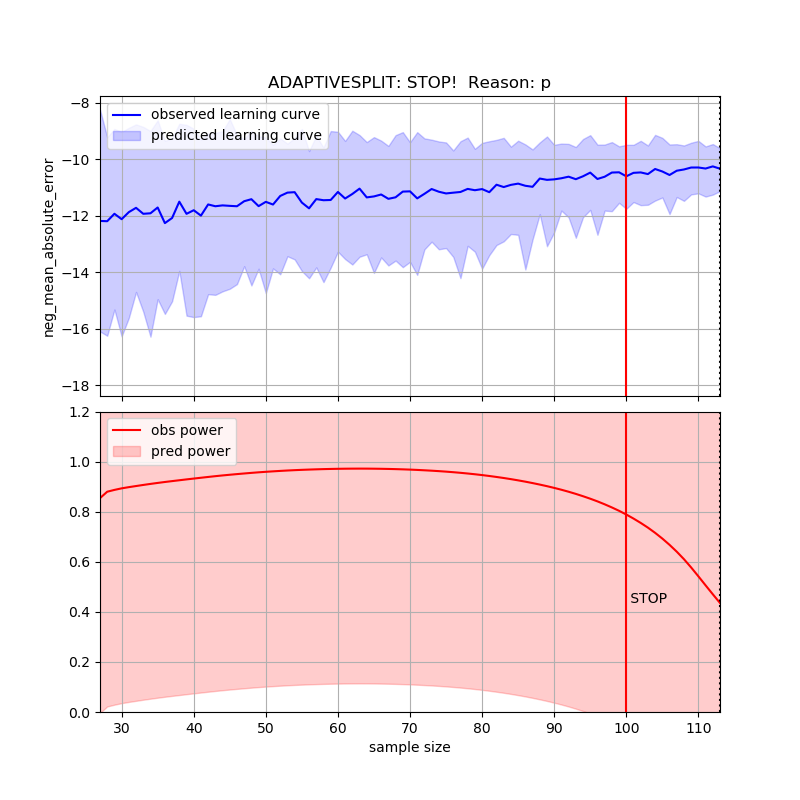 ADAPTIVESPLIT: STOP!  Reason: p
neg_mean_absolute_error
−8
−10
−12
−14
−16
−18
observed learning curve
predicted learning curve
1.2
1.0
0.8
0.6
0.4
0.2
0.0
obs power
pred power
STOP
30 40 50 60 70 80 90 100 110
sample size